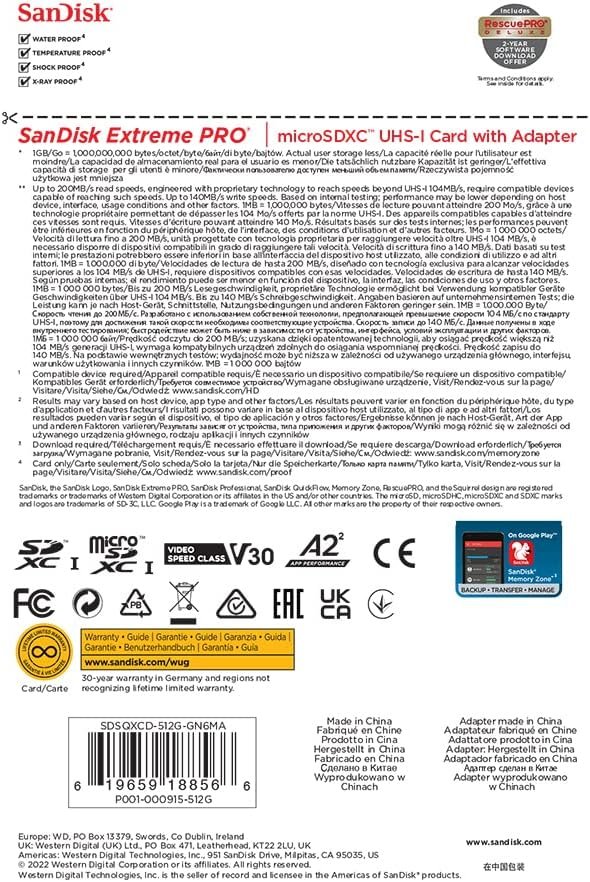 SanDisk®
WATER PROOF⁴
TEMPERATURE PROOF⁴
SHOCK PROOF⁴
X-RAY PROOF⁴
Includes
RescuePRO®
DELUXE
2-YEAR
SOFTWARE
DOWNLOAD
OFFER
Terms and Conditions apply.
See inside for details.
SanDisk Extreme PRO® | microSDXC™ UHS-I Card with Adapter
* 1GB/Go = 1,000,000,000 bytes/octet/byte/байт/di byte/bajtów. Actual user storage less/La capacité réelle pour l'utilisateur est
moindre/La capacidad de almacenamiento real para el usuario es menor/Die tatsächlich nutzbare Kapazität ist geringer/L'effettiva
capacità di storage per gli utenti è minore/Фактически пользователю доступен меньший объем памяти/Rzeczywista pojemność
użytkowa jest mniejsza
** Up to 200MB/s read speeds, engineered with proprietary technology to reach speeds beyond UHS-I 104MB/s, require compatible devices
capable of reaching such speeds. Up to 140MB/s write speeds. Based on internal testing; performance may be lower depending on host
device, interface, usage conditions and other factors. 1MB = 1,000,000 bytes/Vitesses de lecture pouvant atteindre 200 Mo/s, grâce à une
technologie propriétaire permettant de dépasser les 104 Mo/s offerts par la norme UHS-I. Des appareils compatibles capables d'atteindre
ces vitesses sont requis. Vitesses d'écriture pouvant atteindre 140 Mo/s. Résultats basés sur des tests internes; les performances peuvent
être inférieures en fonction du périphérique hôte, de l'interface, des conditions d'utilisation et d'autres facteurs. 1Mo = 1 000 000 octets/
Velocità di lettura fino a 200 MB/s, unità progettate con tecnologia proprietaria per raggiungere velocità oltre UHS-I 104 MB/s, è
necessario disporre di dispositivi compatibili in grado di raggiungere tali velocità. Velocità di scrittura fino a 140 MB/s. Dati basati su test
interni; le prestazioni potrebbero essere inferiori in base all'interfaccia del dispositivo host utilizzato, alle condizioni di utilizzo e ad altri
fattori, 1MB = 1.000.000 di byte/Velocidades de lectura de hasta 200 MB/s, diseñado con tecnología exclusiva para alcanzar velocidades
superiores a los 104 MB/s de UHS-I, requiere dispositivos compatibles con esas velocidades. Velocidades de escritura de hasta 140 MB/s.
Según pruebas internas; el rendimiento puede ser menor en función del dispositivo, la interfaz, las condiciones de uso y otros factores.
1MB = 1 000 000 bytes/Bis zu 200 MB/s Lesegeschwindigkeit, proprietäre Technologie ermöglicht bei Verwendung kompatibler Geräte
Geschwindigkeiten über UHS-I 104 MB/s. Bis zu 140 MB/s Schreibgeschwindigkeit. Angaben basieren auf unternehmensinternen Tests; die
Leistung kann je nach Host-Gerät, Schnittstelle, Nutzungsbedingungen und anderen Faktoren geringer sein. 1MB = 1.000.000 Byte/
Скорость чтения до 200МБ/с. Разработано с использованием собственной технологии, предполагающей превышение скорости 104 МБ/с по стандарту
UHS-I, поэтому для достижения такой скорости необходимы соответствующие устройства. Скорость записи до 140 МБ/с. Данные получены в ходе
внутреннего тестирования; быстродействие может быть ниже в зависимости от устройства, интерфейса, условий эксплуатации и других факторов.
1МБ = 1 000 000 байт/Prędkość odczytu do 200 MB/s; uzyskana dzięki opatentowanej technologii, aby osiągać prędkość większą niż
104 MB/s generacji UHS-I, wymaga kompatybilnych urządzeń zdolnych do osiągania wspomnianej prędkości. Prędkość zapisu do
140 MB/s. Na podstawie wewnętrznych testów; wydajność może być niższa w zależności od używanego urządzenia głównego, interfejsu,
warunków użytkowania i innych czynników. 1MB = 1 000 000 bajtów
¹ Compatible device required/Appareil compatible requis/È necessario un dispositivo compatibile/Se requiere un dispositivo compatible/
Kompatibles Gerät erforderlich/Требуется совместимое устройство/Wymagane obsługiwane urządzenie, Visit/Rendez-vous sur la page/
Visitare/Visita/Siehe/См./Odwiedź: www.sandisk.com/HD
² Results may vary based on host device, app type and other factors/Les résultats peuvent varier en fonction du périphérique hôte, du type
d'application et d'autres facteurs/I risultati possono variare in base al dispositivo host utilizzato, al tipo di app e ad altri fattori/Los
resultados pueden variar según el dispositivo, el tipo de aplicación y otros factores/Ergebnisse können je nach Host-Gerät, Art der App
und anderen Faktoren variieren/Результаты зависят от устройства, типа приложения и других факторов/Wyniki mogą różnić się w zależności od
używanego urządzenia głównego, rodzaju aplikacji i innych czynników
³ Download required/Téléchargement requis/È necessario effettuare il download/Se requiere descarga/Download erforderlich/Требуется
загрузка/Wymagane pobranie, Visit/Rendez-vous sur la page/Visitare/Visita/Siehe/См./Odwiedź: www.sandisk.com/memoryzone
⁴ Card only/Carte seulement/Solo scheda/Solo la tarjeta/Nur die Speicherkarte/Только карта памяти/Tylko karta, Visit/Rendez-vous sur la
page/Visitare/Visita/Siehe/См./Odwiedź: www.sandisk.com/proof
SanDisk, the SanDisk Logo, SanDisk Extreme PRO, SanDisk Professional, SanDisk QuickFlow, Memory Zone, RescuePRO, and the Squirrel design are registered
trademarks or trademarks of Western Digital Corporation or its affiliates in the US and/or other countries. The microSD, microSDHC, microSDXC and SDXC marks
and logos are trademarks of SD-3C, LLC. Google Play is a trademark of Google LLC. All other marks are the property of their respective owners.
SD XC I micro SD XC I VIDEO SPEED CLASS V30 A2² APP PERFORMANCE CE
On Google Play™
SanDisk
SanDisk®
Memory Zone™³
BACKUP • TRANSFER • MANAGE
FC PAP EAC UK CA
LIFETIME LIMITED WARRANTY
GARANTIE À VIE LIMITÉE
Card/Carte
Warranty • Guide | Garantie • Guide | Garanzia • Guida |
Garantie • Benutzerhandbuch | Garantía • Guía
www.sandisk.com/wug
30-year warranty in Germany and regions not
recognizing lifetime limited warranty.
SDSQXCD-512G-GN6MA
6 19659 18856 6
P001-000915-512G
Made in China
Fabriqué en Chine
Prodotto in Cina
Hergestellt in China
Fabricado en China
Сделано в Китае
Wyprodukowano w
Chinach
Adapter made in China
Adaptateur fabriqué en Chine
Adattatore prodotto in Cina
Adapter: Hergestellt in China
Adaptador fabricado en China
Адаптер сделан в Китае
Adapter wyprodukowano
w Chinach
Europe: WD, PO Box 13379, Swords, Co Dublin, Ireland
UK: Western Digital (UK) Ltd., PO Box 471, Leatherhead, KT22 2LU, UK
Americas: Western Digital Technologies, Inc., 951 SanDisk Drive, Milpitas, CA 95035, US
© 2022 Western Digital Corporation or its affiliates. All rights reserved.
Western Digital Technologies, Inc. is the seller of record and licensee in the Americas of SanDisk® products.
www.sandisk.com
在中国包装